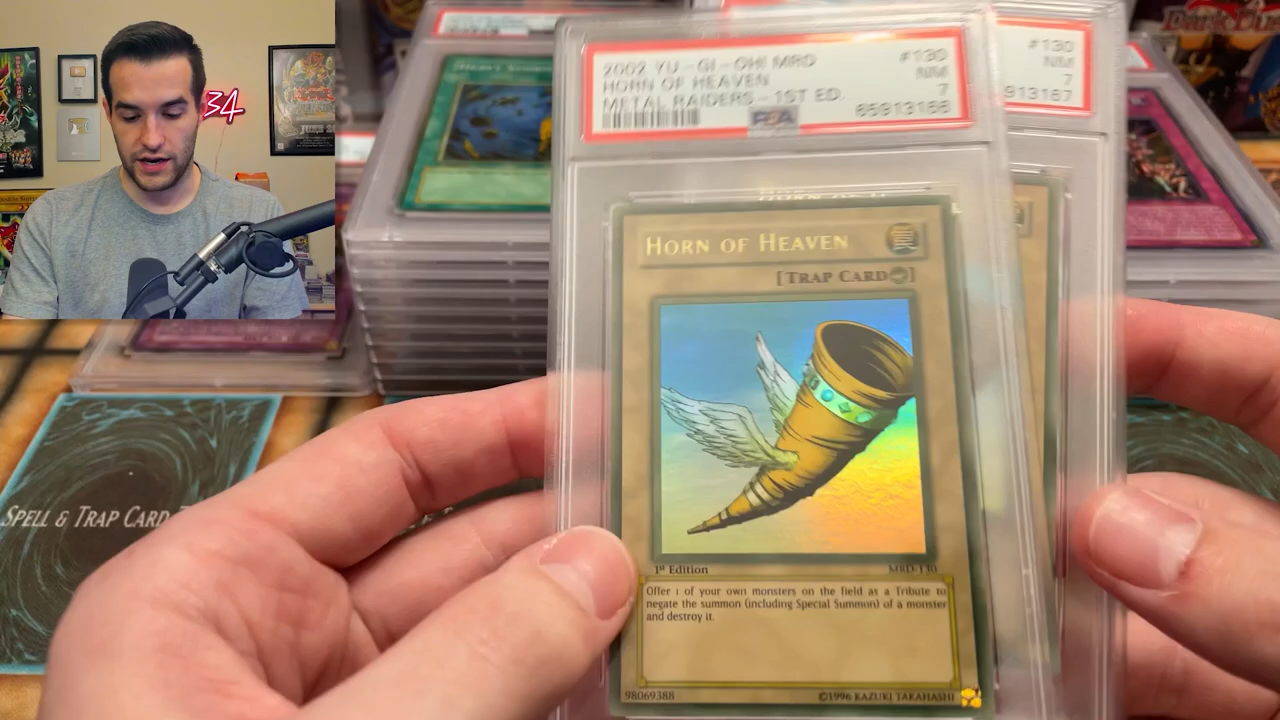 34
2002 YU-GI-OH! MRD #130
HORN OF HEAVEN NM
METAL RAIDERS-1ST ED. 7
PSA 65913166
#130
NM
7
913167
HORN OF HEAVEN
[TRAP CARD]
1st Edition
MRD-130
Offer 1 of your own monsters on the field as a Tribute to
negate the summon (including Special Summon) of a monster
and destroy it.
98069388
©1996 KAZUKI TAKAHASHI
SPELL & TRAP CARD